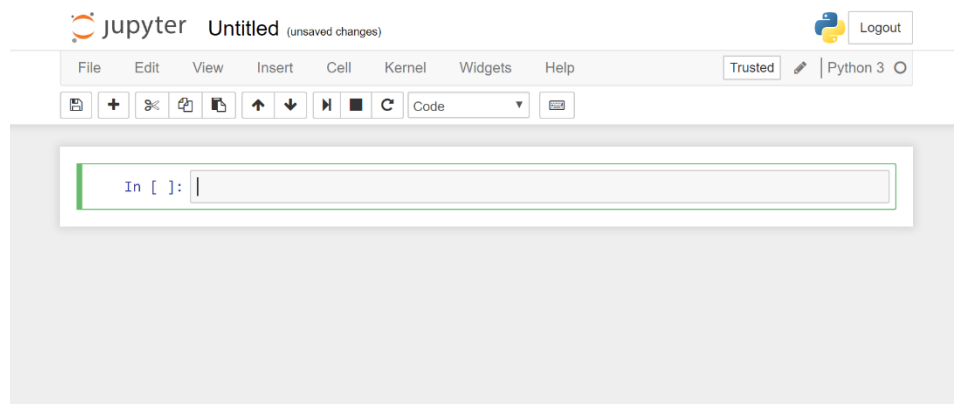 jupyter Untitled (unsaved changes) Logout
File Edit View Insert Cell Kernel Widgets Help Trusted Python 3
Code
In [ ]: